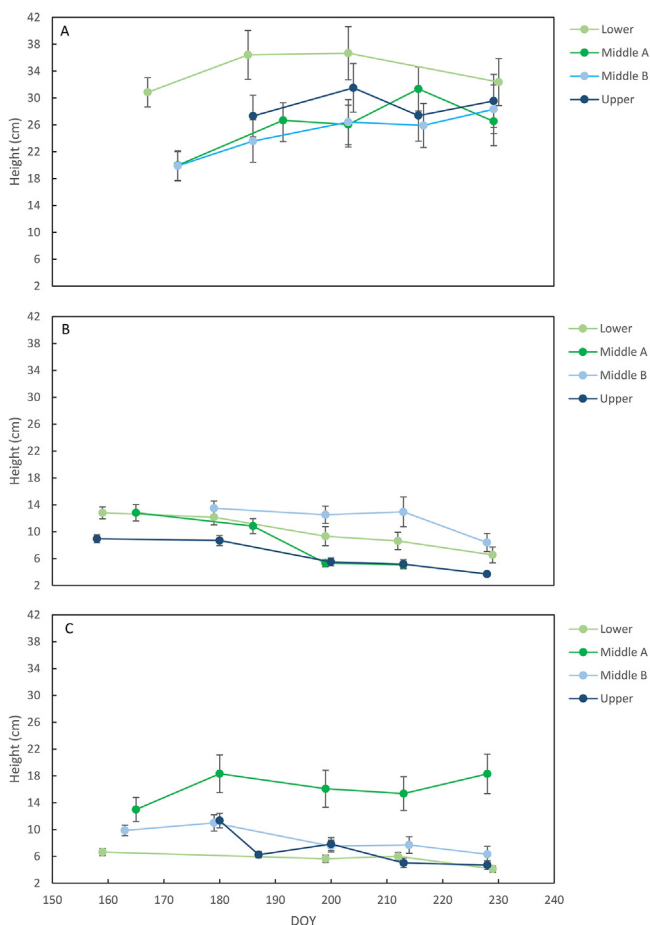 A
42
38
34
30
26
22
18
14
10
6
2
Height (cm)
Lower
Middle A
Middle B
Upper
B
42
38
34
30
26
22
18
14
10
6
2
Height (cm)
Lower
Middle A
Middle B
Upper
C
42
38
34
30
26
22
18
14
10
6
2
Height (cm)
Lower
Middle A
Middle B
Upper
150 160 170 180 190 200 210 220 230 240
DOY